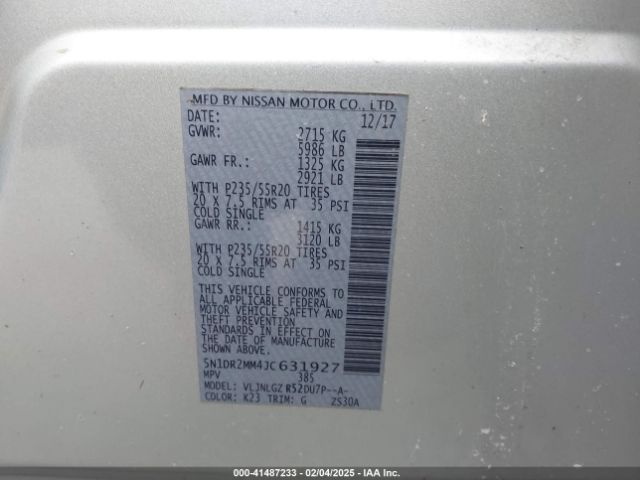 MFD BY NISSAN MOTOR CO., LTD.
DATE: 12/17
GVWR: 2715 KG
5986 LB
GAWR FR.: 1325 KG
2921 LB
WITH P235/55R20 TIRES
20 X 7.5 RIMS AT 35 PSI
COLD SINGLE
GAWR RR.: 1415 KG
3120 LB
WITH P235/55R20 TIRES
20 X 7.5 RIMS AT 35 PSI
COLD SINGLE
THIS VEHICLE CONFORMS TO
ALL APPLICABLE FEDERAL
MOTOR VEHICLE SAFETY AND
THEFT PREVENTION
STANDARDS IN EFFECT ON
THE DATE OF MANUFACTURE
SHOWN ABOVE.
5N1DR2MM4JC631927
MPV 385
MODEL: VLJNLGZ R52DU7P--A-
COLOR: K23 TRIM: G ZS30A
000-41487233 - 02/04/2025 - IAA Inc.